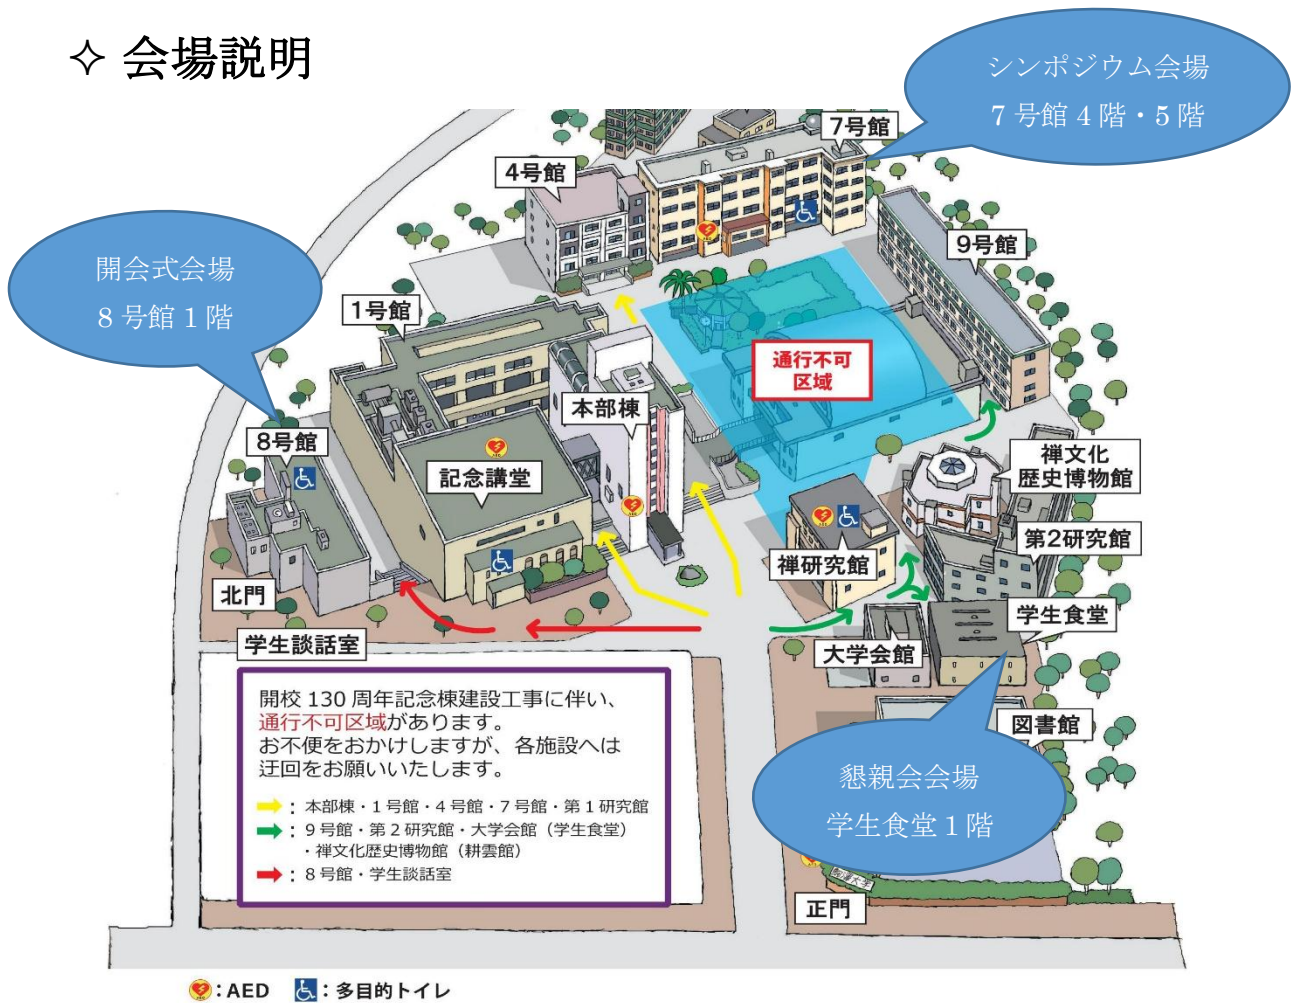 ✧ 会場説明
シンポジウム会場
7 号館 4 階・5 階
7号館
4号館
9号館
開会式会場
8 号館 1 階
1号館
通行不可
区域
本部棟
8号館
記念講堂
禅文化
歴史博物館
第2研究館
禅研究館
北門
学生食堂
学生談話室
大学会館
開校 130 周年記念棟建設工事に伴い、
通行不可区域があります。
お不便をおかけしますが、各施設へは
迂回をお願いいたします。
：本部棟・1号館・4号館・7号館・第1研究館
：9号館・第2研究館・大学会館（学生食堂）
・禅文化歴史博物館（耕雲館）
：8号館・学生談話室
図書館
懇親会会場
学生食堂 1 階
駒澤大学
正門
：AED
：多目的トイレ